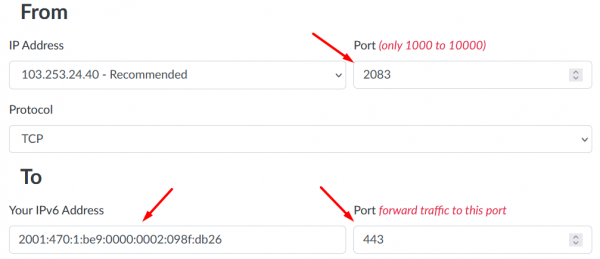 From
IP Address
Port (only 1000 to 10000)
103.253.24.40 - Recommended
2083
Protocol
TCP
To
Your IPv6 Address
Port forward traffic to this port
2001:470:1:be9:0000:0002:098f:db26
443